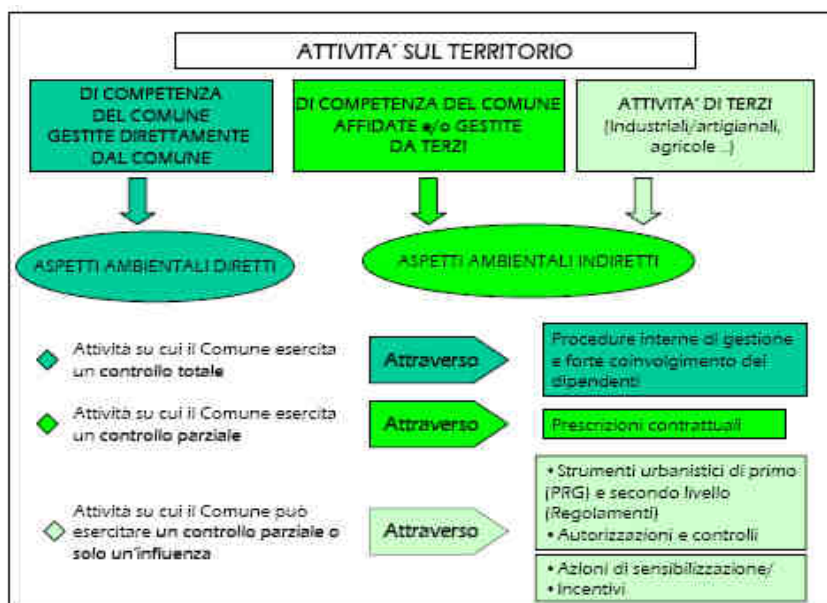 ATTIVITA' SUL TERRITORIO
DI COMPETENZA
DEL COMUNE
GESTITE DIRETTAMENTE
DAL COMUNE
DI COMPETENZA DEL COMUNE
AFFIDATE e/o GESTITE
DA TERZI
ATTIVITA' DI TERZI
(Industriali/artigianali,
agricole ..)
ASPETTI AMBIENTALI DIRETTI
ASPETTI AMBIENTALI INDIRETTI
Attività su cui il Comune esercita
un controllo totale
Attraverso
Procedure interne di gestione
e forte coinvolgimento dei
dipendenti
Attività su cui il Comune esercita
un controllo parziale
Attraverso
Prescrizioni contrattuali
Attività su cui il Comune può
esercitare un controllo parziale o
solo un'influenza
Attraverso
• Strumenti urbanistici di primo
(PRG) e secondo livello
(Regolamenti)
• Autorizzazioni e controlli
• Azioni di sensibilizzazione/
• Incentivi